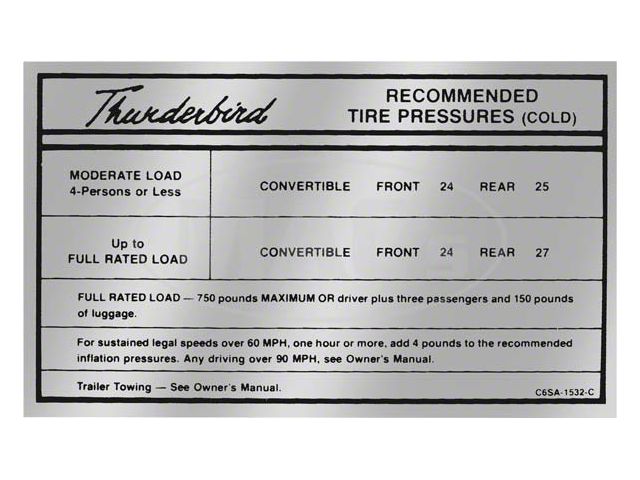 Thunderbird
RECOMMENDED
TIRE PRESSURES (COLD)
MODERATE LOAD
4-Persons or Less
CONVERTIBLE FRONT 24 REAR 25
Up to
FULL RATED LOAD
CONVERTIBLE FRONT 24 REAR 27
FULL RATED LOAD — 750 pounds MAXIMUM OR driver plus three passengers and 150 pounds
of luggage.
For sustained legal speeds over 60 MPH, one hour or more, add 4 pounds to the recommended
inflation pressures. Any driving over 90 MPH, see Owner's Manual.
Trailer Towing — See Owner's Manual.
C6SA-1532-C